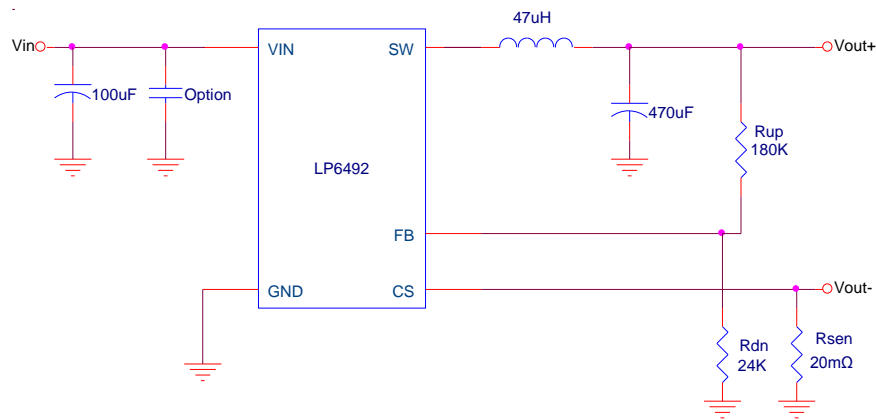 47uH
Vin
VIN
SW
Vout+
100uF
Option
470uF
Rup
180K
LP6492
FB
GND
CS
Vout-
Rdn
24K
Rsen
20mΩ